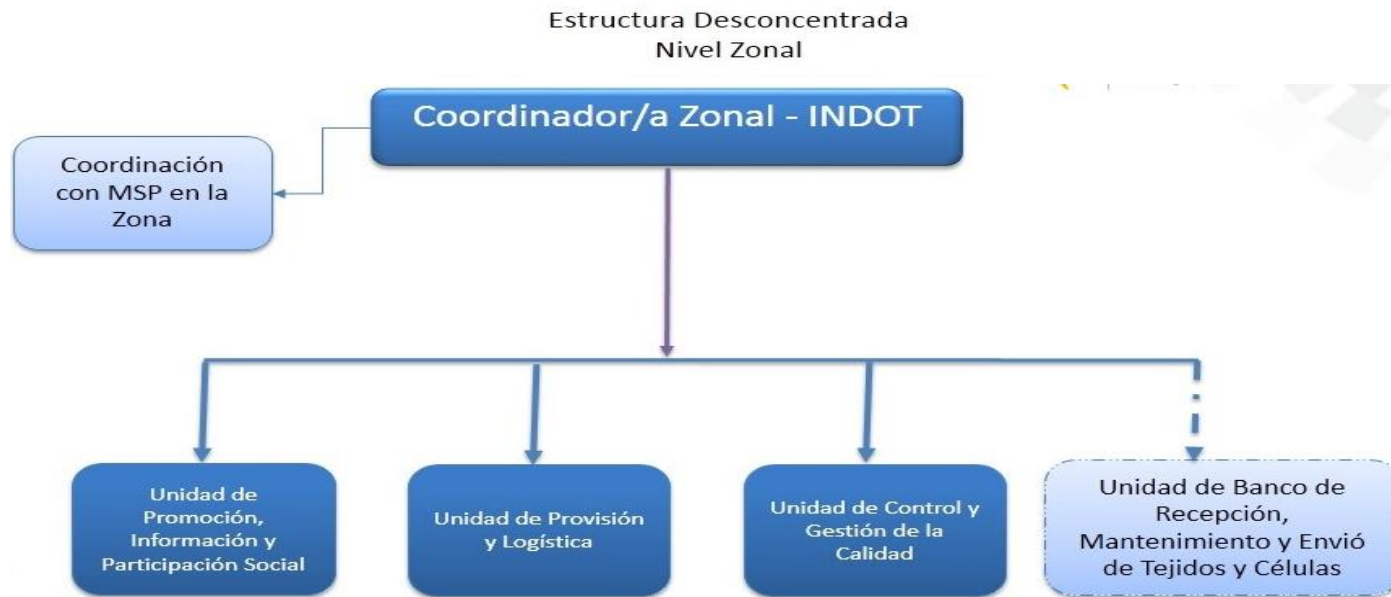 Estructura Desconcentrada
Nivel Zonal
Coordinador/a Zonal - INDOT
Coordinación
con MSP en la
Zona
Unidad de
Promoción,
Información y
Participación Social
Unidad de Provisión
y Logística
Unidad de Control y
Gestión de la
Calidad
Unidad de Banco de
Recepción,
Mantenimiento y Envió
de Tejidos y Células